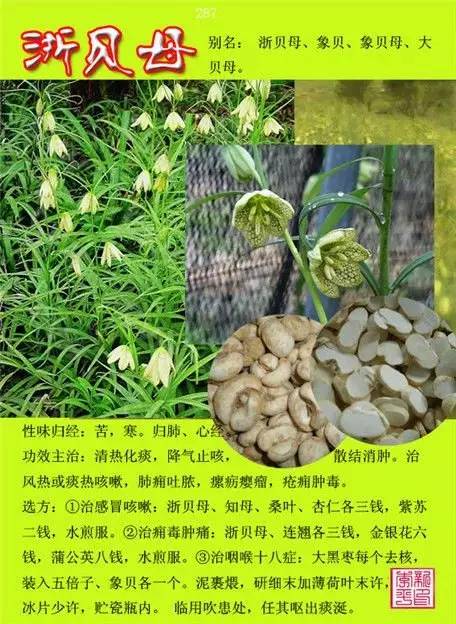 287
浙贝母
别名： 浙贝母、象贝、象贝母、大
贝母。
性味归经：苦，寒。归肺、心经
功效主治：清热化痰，降气止咳， 散结消肿。治
风热或痰热咳嗽，肺痈吐脓，瘰疬瘿瘤，疮痈肿毒。
选方：①治感冒咳嗽：浙贝母、知母、桑叶、杏仁各三钱，紫苏
二钱，水煎服。②治痈毒肿痛：浙贝母、连翘各三钱，金银花六
钱，蒲公英八钱，水煎服。③治咽喉十八症：大黑枣每个去核，
装入五倍子、象贝各一个。泥裹煨，研细末加薄荷叶末许，
冰片少许，贮瓷瓶内。 临用吹患处，任其呕出痰涎。